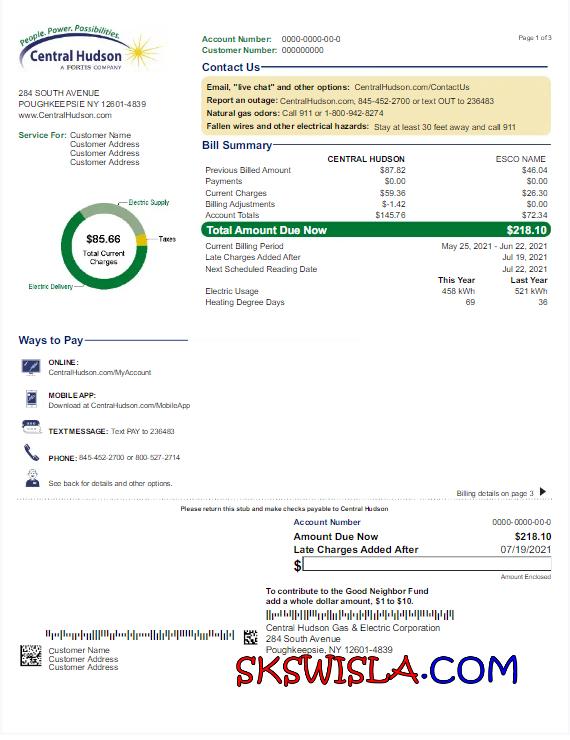 People. Power. Possibilities.
Central Hudson
A FORTIS COMPANY
284 SOUTH AVENUE
POUGHKEEPSIE NY 12601-4839
www.CentralHudson.com
Service For: Customer Name
Customer Address
Customer Address
Customer Address
Account Number: 0000-0000-00-0
Customer Number: 000000000
Page 1 of 3
Contact Us
Email, "live chat" and other options: CentralHudson.com/ContactUs
Report an outage: CentralHudson.com, 845-452-2700 or text OUT to 236483
Natural gas odors: Call 911 or 1-800-942-8274
Fallen wires and other electrical hazards: Stay at least 30 feet away and call 911
Bill Summary
CENTRAL HUDSON ESCO NAME
Previous Billed Amount $87.82 $46.04
Payments $0.00 $0.00
Current Charges $59.36 $26.30
Billing Adjustments $-1.42 $0.00
Account Totals $145.76 $72.34
Total Amount Due Now $218.10
Current Billing Period May 25, 2021 - Jun 22, 2021
Late Charges Added After Jul 19, 2021
Next Scheduled Reading Date Jul 22, 2021
This Year Last Year
Electric Usage 458 kWh 521 kWh
Heating Degree Days 69 36
Electric Supply
$85.66
Total Current
Charges
Taxes
Electric Delivery
Ways to Pay
ONLINE:
CentralHudson.com/MyAccount
MOBILE APP:
Download at CentralHudson.com/MobileApp
TEXT MESSAGE: Text PAY to 236483
PHONE: 845-452-2700 or 800-527-2714
See back for details and other options.
Billing details on page 3
Please return this stub and make checks payable to Central Hudson
Account Number 0000-0000-00-0
Amount Due Now $218.10
Late Charges Added After 07/19/2021
$
Amount Enclosed
To contribute to the Good Neighbor Fund
add a whole dollar amount, $1 to $10.
Central Hudson Gas & Electric Corporation
284 South Avenue
Poughkeepsie, NY 12601-4839
Customer Name
Customer Address
Customer Address
SKSWISLA.COM